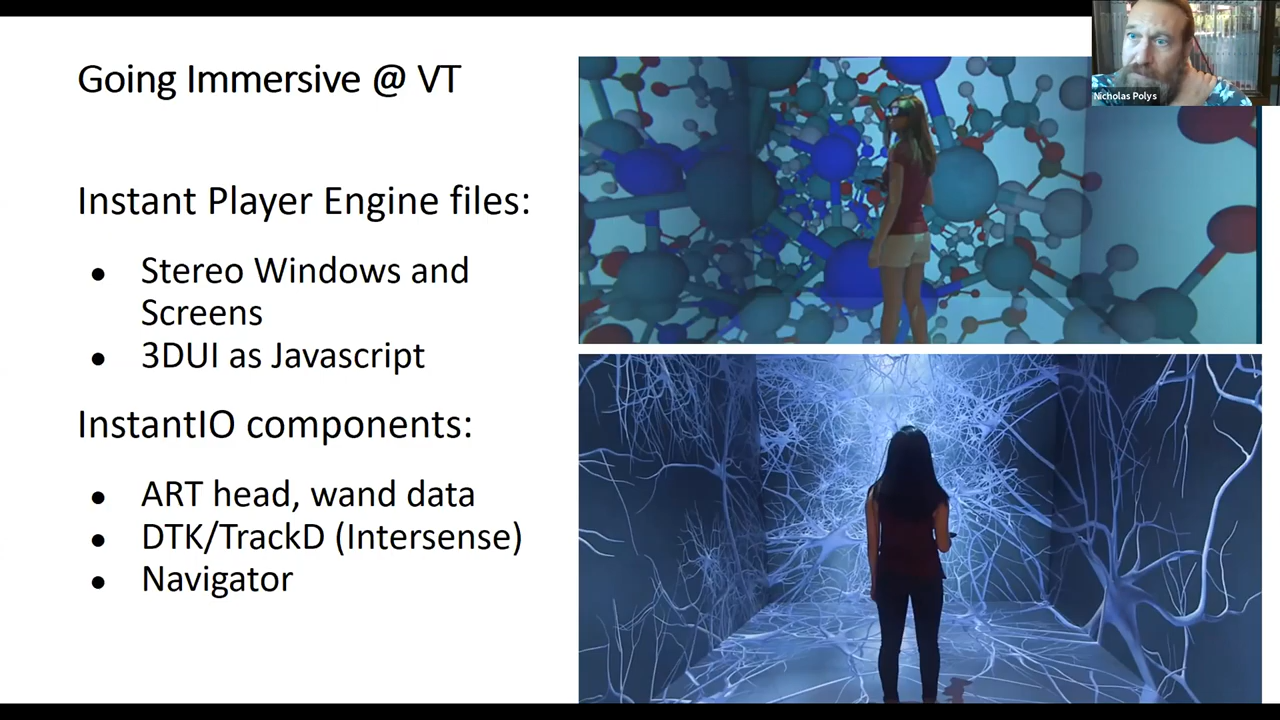 Going Immersive @ VT
Instant Player Engine files:
● Stereo Windows and
Screens
● 3DUI as Javascript
InstantIO components:
● ART head, wand data
● DTK/TrackD (Intersense)
● Navigator
Nicholas Polys